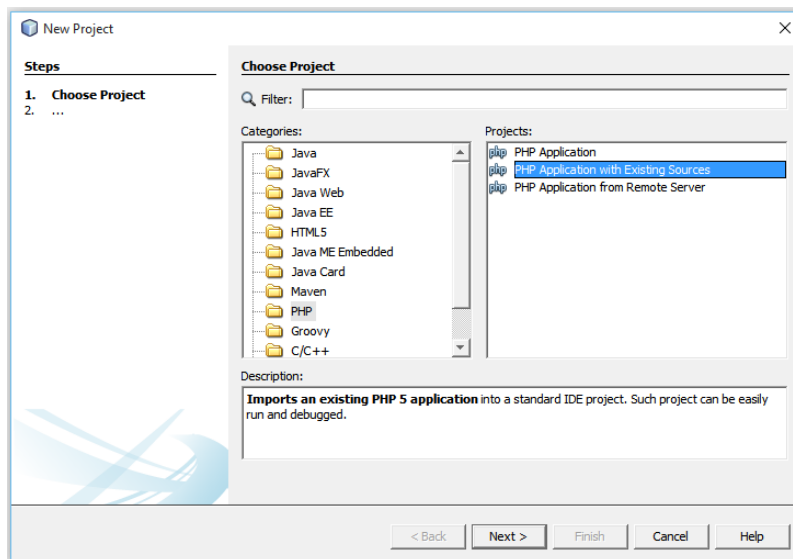 New Project
Steps
1. Choose Project
2. ...
Choose Project
Filter:
Categories:
Java
JavaFX
Java Web
Java EE
HTML5
Java ME Embedded
Java Card
Maven
PHP
Groovy
C/C++
Projects:
php PHP Application
php PHP Application with Existing Sources
php PHP Application from Remote Server
Description:
Imports an existing PHP 5 application into a standard IDE project. Such project can be easily
run and debugged.
< Back
Next >
Finish
Cancel
Help